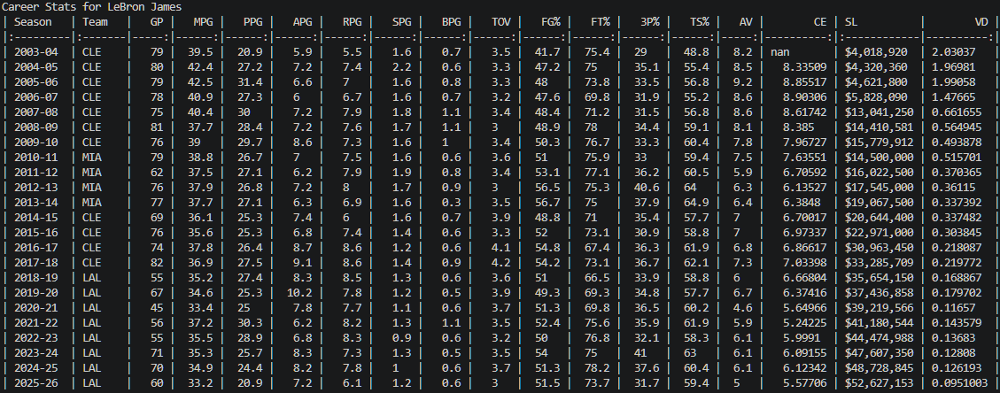 Career Stats for LeBron James
| Season | Team | GP | MPG | PPG | APG | RPG | SPG | BPG | TOV | FG% | FT% | 3P% | TS% | AV | CE | SL | VD |
|:---------|:-------|-----:|------:|------:|------:|------:|------:|------:|------:|------:|------:|------:|------:|-----:|----------:|:------------|----------:|
| 2003-04 | CLE | 79 | 39.5 | 20.9 | 5.9 | 5.5 | 1.6 | 0.7 | 3.5 | 41.7 | 75.4 | 29 | 48.8 | 8.2 | nan | $4,018,920 | 2.03037 |
| 2004-05 | CLE | 80 | 42.4 | 27.2 | 7.2 | 7.4 | 2.2 | 0.6 | 3.3 | 47.2 | 75 | 35.1 | 55.4 | 8.5 | 8.33509 | $4,320,360 | 1.96981 |
| 2005-06 | CLE | 79 | 42.5 | 31.4 | 6.6 | 7 | 1.6 | 0.8 | 3.3 | 48 | 73.8 | 33.5 | 56.8 | 9.2 | 8.85517 | $4,621,800 | 1.99058 |
| 2006-07 | CLE | 78 | 40.9 | 27.3 | 6 | 6.7 | 1.6 | 0.7 | 3.2 | 47.6 | 69.8 | 31.9 | 55.2 | 8.6 | 8.90306 | $5,828,090 | 1.47665 |
| 2007-08 | CLE | 75 | 40.4 | 30 | 7.2 | 7.9 | 1.8 | 1.1 | 3.4 | 48.4 | 71.2 | 31.5 | 56.8 | 8.6 | 8.61742 | $13,041,250 | 0.661655 |
| 2008-09 | CLE | 81 | 37.7 | 28.4 | 7.2 | 7.6 | 1.7 | 1.1 | 3 | 48.9 | 78 | 34.4 | 59.1 | 8.1 | 8.385 | $14,410,581 | 0.564945 |
| 2009-10 | CLE | 76 | 39 | 29.7 | 8.6 | 7.3 | 1.6 | 1 | 3.4 | 50.3 | 76.7 | 33.3 | 60.4 | 7.8 | 7.96727 | $15,779,912 | 0.493878 |
| 2010-11 | MIA | 79 | 38.8 | 26.7 | 7 | 7.5 | 1.6 | 0.6 | 3.6 | 51 | 75.9 | 33 | 59.4 | 7.5 | 7.63551 | $14,500,000 | 0.515701 |
| 2011-12 | MIA | 62 | 37.5 | 27.1 | 6.2 | 7.9 | 1.9 | 0.8 | 3.4 | 53.1 | 77.1 | 36.2 | 60.5 | 5.9 | 6.70592 | $16,022,500 | 0.370365 |
| 2012-13 | MIA | 76 | 37.9 | 26.8 | 7.2 | 8 | 1.7 | 0.9 | 3 | 56.5 | 75.3 | 40.6 | 64 | 6.3 | 6.13527 | $17,545,000 | 0.36115 |
| 2013-14 | MIA | 77 | 37.7 | 27.1 | 6.3 | 6.9 | 1.6 | 0.3 | 3.5 | 56.7 | 75 | 37.9 | 64.9 | 6.4 | 6.3848 | $19,067,500 | 0.337392 |
| 2014-15 | CLE | 69 | 36.1 | 25.3 | 7.4 | 6 | 1.6 | 0.7 | 3.9 | 48.8 | 71 | 35.4 | 57.7 | 7 | 6.70017 | $20,644,400 | 0.337482 |
| 2015-16 | CLE | 76 | 35.6 | 25.3 | 6.8 | 7.4 | 1.4 | 0.6 | 3.3 | 52 | 73.1 | 30.9 | 58.8 | 7 | 6.97337 | $22,971,000 | 0.303845 |
| 2016-17 | CLE | 74 | 37.8 | 26.4 | 8.7 | 8.6 | 1.2 | 0.6 | 4.1 | 54.8 | 67.4 | 36.3 | 61.9 | 6.8 | 6.86617 | $30,963,450 | 0.218087 |
| 2017-18 | CLE | 82 | 36.9 | 27.5 | 9.1 | 8.6 | 1.4 | 0.9 | 4.2 | 54.2 | 73.1 | 36.7 | 62.1 | 7.3 | 7.03398 | $33,285,709 | 0.219772 |
| 2018-19 | LAL | 55 | 35.2 | 27.4 | 8.3 | 8.5 | 1.3 | 0.6 | 3.6 | 51 | 66.5 | 33.9 | 58.8 | 6 | 6.66804 | $35,654,150 | 0.168867 |
| 2019-20 | LAL | 67 | 34.6 | 25.3 | 10.2 | 7.8 | 1.2 | 0.5 | 3.9 | 49.3 | 69.3 | 34.8 | 57.7 | 6.7 | 6.37416 | $37,436,858 | 0.179702 |
| 2020-21 | LAL | 45 | 33.4 | 25 | 7.8 | 7.7 | 1.1 | 0.6 | 3.7 | 51.3 | 69.8 | 36.5 | 60.2 | 4.6 | 5.64966 | $39,219,566 | 0.11657 |
| 2021-22 | LAL | 56 | 37.2 | 30.3 | 6.2 | 8.2 | 1.3 | 1.1 | 3.5 | 52.4 | 75.6 | 35.9 | 61.9 | 5.9 | 5.24225 | $41,180,544 | 0.143579 |
| 2022-23 | LAL | 55 | 35.5 | 28.9 | 6.8 | 8.3 | 0.9 | 0.6 | 3.2 | 50 | 76.8 | 32.1 | 58.3 | 6.1 | 5.9991 | $44,474,988 | 0.13683 |
| 2023-24 | LAL | 71 | 35.3 | 25.7 | 8.3 | 7.3 | 1.3 | 0.5 | 3.5 | 54 | 75 | 41 | 63 | 6.1 | 6.09155 | $47,607,350 | 0.12808 |
| 2024-25 | LAL | 70 | 34.9 | 24.4 | 8.2 | 7.8 | 1 | 0.6 | 3.7 | 51.3 | 78.2 | 37.6 | 60.4 | 6.1 | 6.12342 | $48,728,845 | 0.126193 |
| 2025-26 | LAL | 60 | 33.2 | 20.9 | 7.2 | 6.1 | 1.2 | 0.6 | 3 | 51.5 | 73.7 | 31.7 | 59.4 | 5 | 5.57706 | $52,627,153 | 0.0951003 |